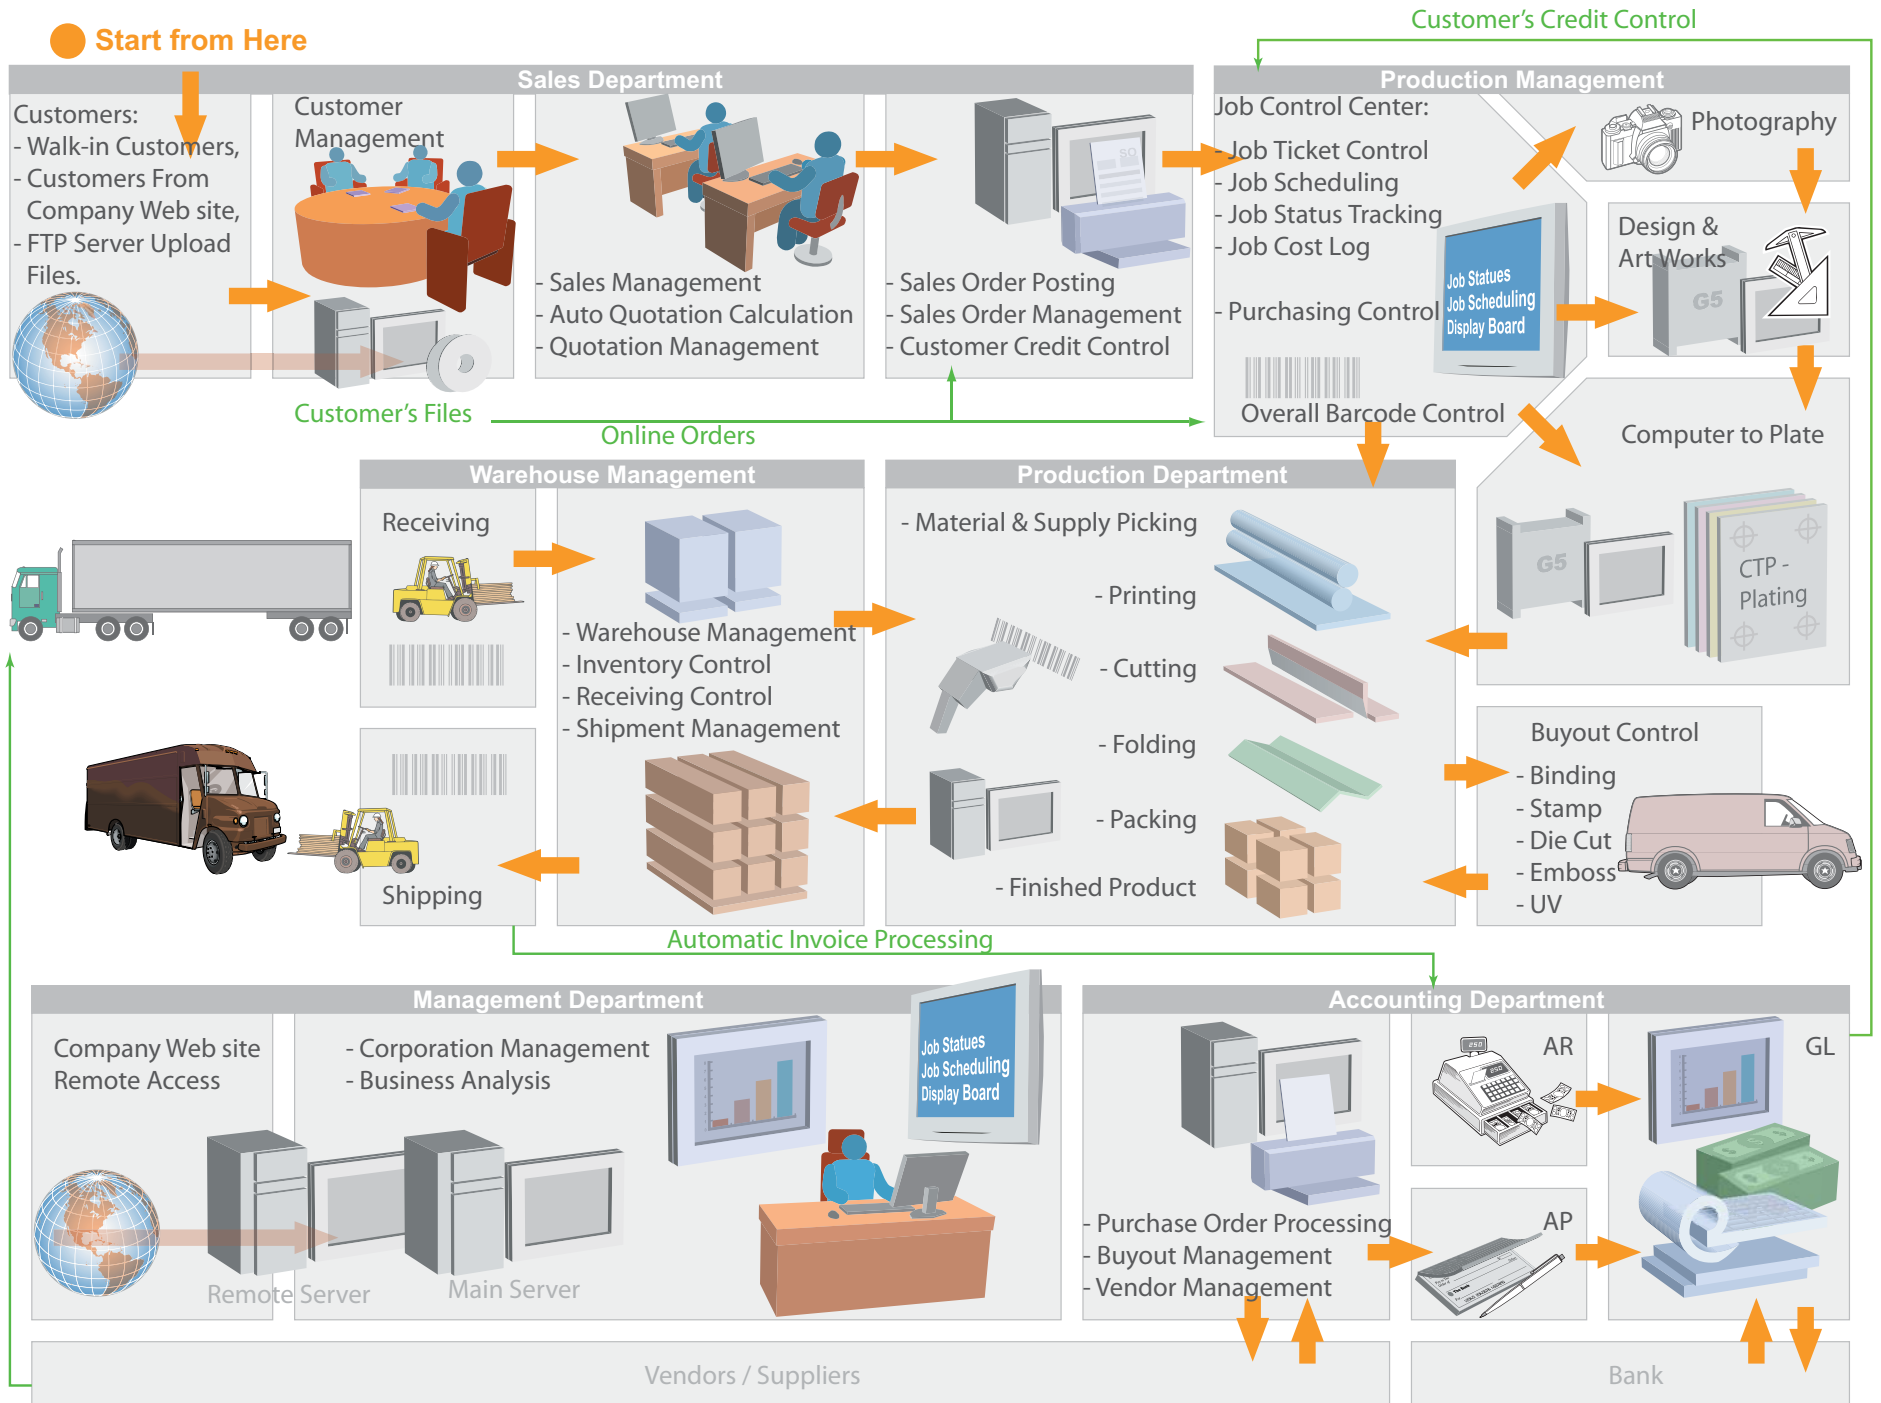 Customer's Credit Control
Start from Here
Sales Department
Customers:
- Walk-in Customers,
- Customers From
Company Web site,
- FTP Server Upload
Files.
Customer
Management
- Sales Management
- Auto Quotation Calculation
- Quotation Management
SO
- Sales Order Posting
- Sales Order Management
- Customer Credit Control
Customer's Files
Online Orders
Production Management
Job Control Center:
- Job Ticket Control
- Job Scheduling
- Job Status Tracking
- Job Cost Log
- Purchasing Control
Job Statues
Job Scheduling
Display Board
Overall Barcode Control
Photography
Design &
Art Works
G5
Computer to Plate
G5
CTP -
Plating
Warehouse Management
Receiving
- Warehouse Management
- Inventory Control
- Receiving Control
- Shipment Management
Shipping
Production Department
- Material & Supply Picking
- Printing
- Cutting
- Folding
- Packing
- Finished Product
Buyout Control
- Binding
- Stamp
- Die Cut
- Emboss
- UV
Automatic Invoice Processing
Management Department
Company Web site
Remote Access
- Corporation Management
- Business Analysis
Job Statues
Job Scheduling
Display Board
Remote Server
Main Server
Accounting Department
- Purchase Order Processing
- Buyout Management
- Vendor Management
AR
250
250
AP
GL
Vendors / Suppliers
Bank